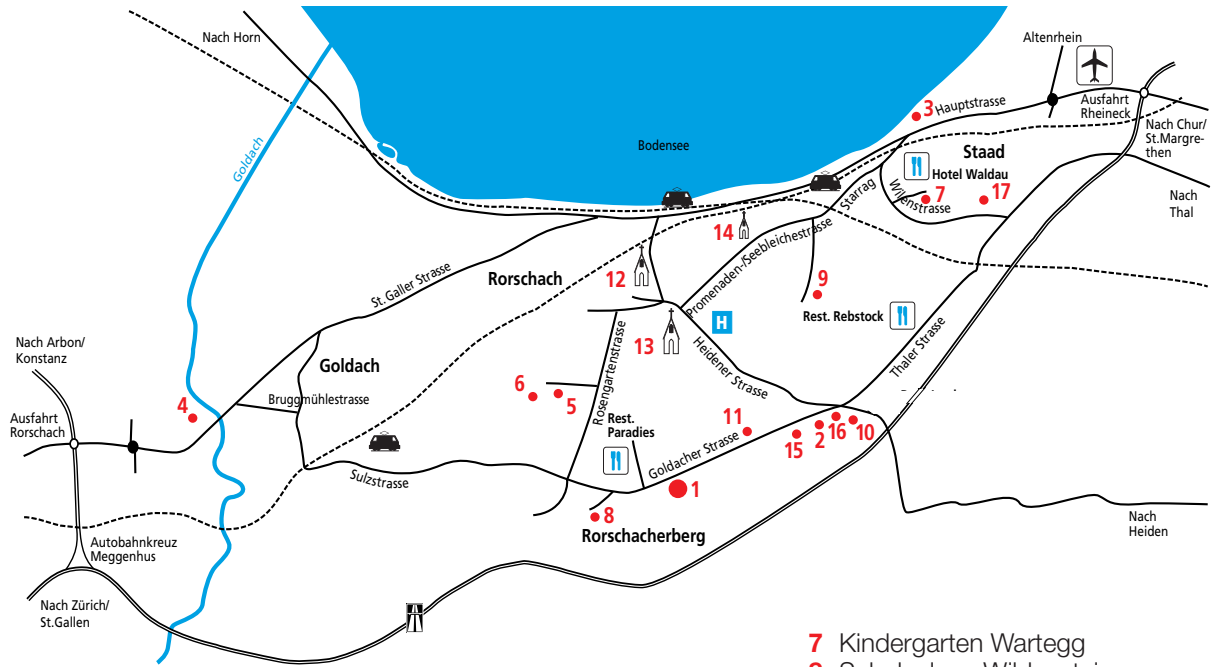 Nach Horn
Altenrhein
3
Hauptstrasse
Ausfahrt
Rheineck
Nach Chur/
St.Margre-
then
Goldach
Bodensee
Staad
Hotel Waldau
Starrag
7
17
Wilenstrasse
Nach
Thal
14
Promenaden-/Seebleichestrasse
12
Rorschach
St. Galler Strasse
9
Rest. Rebstock
H
13
Heidener Strasse
Thaler Strasse
Nach Arbon/
Konstanz
Goldach
Bruggmühlestrasse
Rosengartenstrasse
6
5
4
Ausfahrt
Rorschach
Rest.
Paradies
11
Goldacher Strasse
15
2
16
10
Sulzstrasse
1
8
Rorschacherberg
Nach
Heiden
Autobahnkreuz
Meggenhus
Nach Zürich/
St.Gallen
7 Kindergarten Wartegg